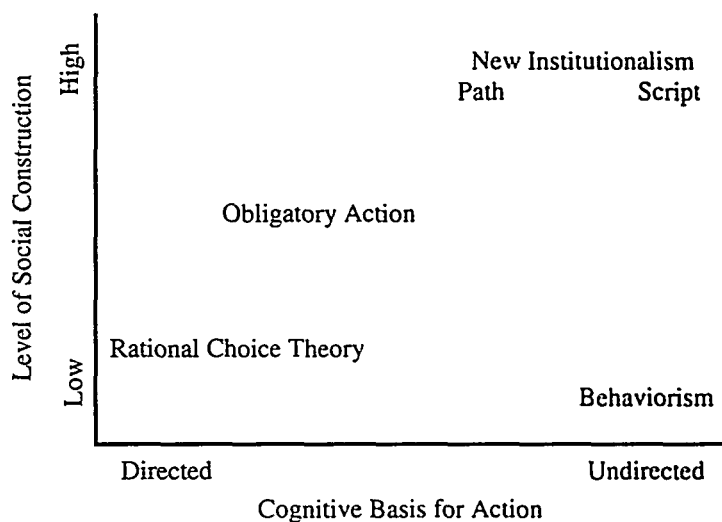 Level of Social Construction
High
Low
New Institutionalism
Path Script
Obligatory Action
Rational Choice Theory
Behaviorism
Directed Undirected
Cognitive Basis for Action